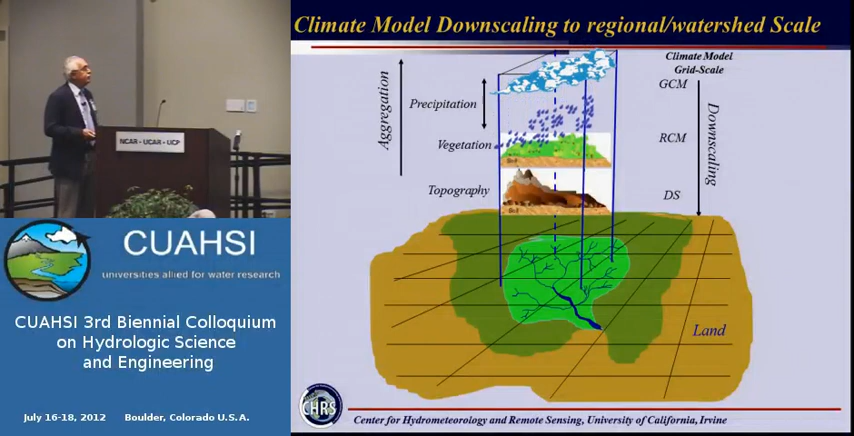 Climate Model Downscaling to regional/watershed Scale
NCAR - UCAR - UCP
CUAHSI
universities allied for water research
CUAHSI 3rd Biennial Colloquium
on Hydrologic Science
and Engineering
July 16-18, 2012 Boulder, Colorado U.S.A.
Aggregation
Precipitation
Vegetation
Topography
Climate Model
Grid-Scale
GCM
RCM
DS
Downscaling
Land
CHRS
Center for Hydrometeorology and Remote Sensing, University of California, Irvine